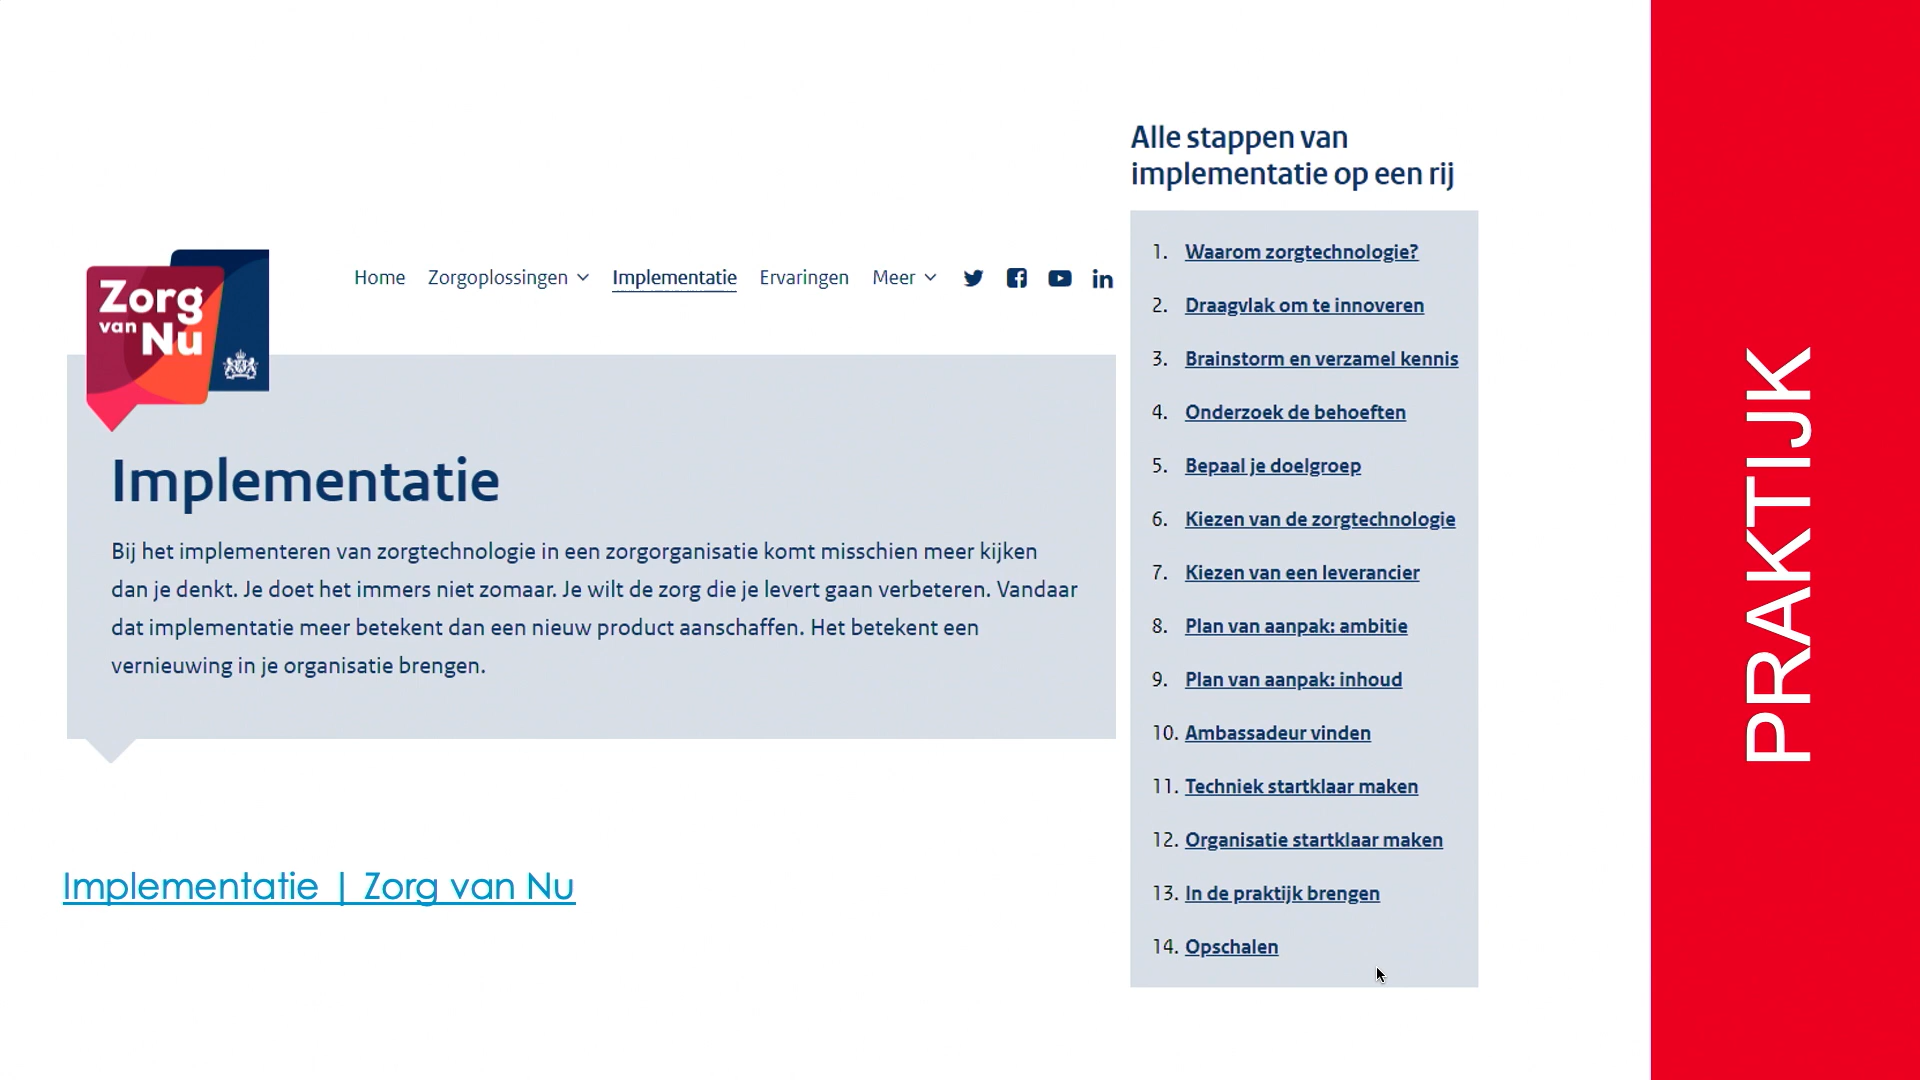 Zorg
van Nu
Home
Zorgoplossingen
Implementatie
Ervaringen
Meer
Implementatie
Bij het implementeren van zorgtechnologie in een zorgorganisatie komt misschien meer kijken
dan je denkt. Je doet het immers niet zomaar. Je wilt de zorg die je levert gaan verbeteren. Vandaar
dat implementatie meer betekent dan een nieuw product aanschaffen. Het betekent een
vernieuwing in je organisatie brengen.
Implementatie | Zorg van Nu
Alle stappen van
implementatie op een rij
1. Waarom zorgtechnologie?
2. Draagvlak om te innoveren
3. Brainstorm en verzamel kennis
4. Onderzoek de behoeften
5. Bepaal je doelgroep
6. Kiezen van de zorgtechnologie
7. Kiezen van een leverancier
8. Plan van aanpak: ambitie
9. Plan van aanpak: inhoud
10. Ambassadeur vinden
11. Techniek startklaar maken
12. Organisatie startklaar maken
13. In de praktijk brengen
14. Opschalen
PRAKTIJK